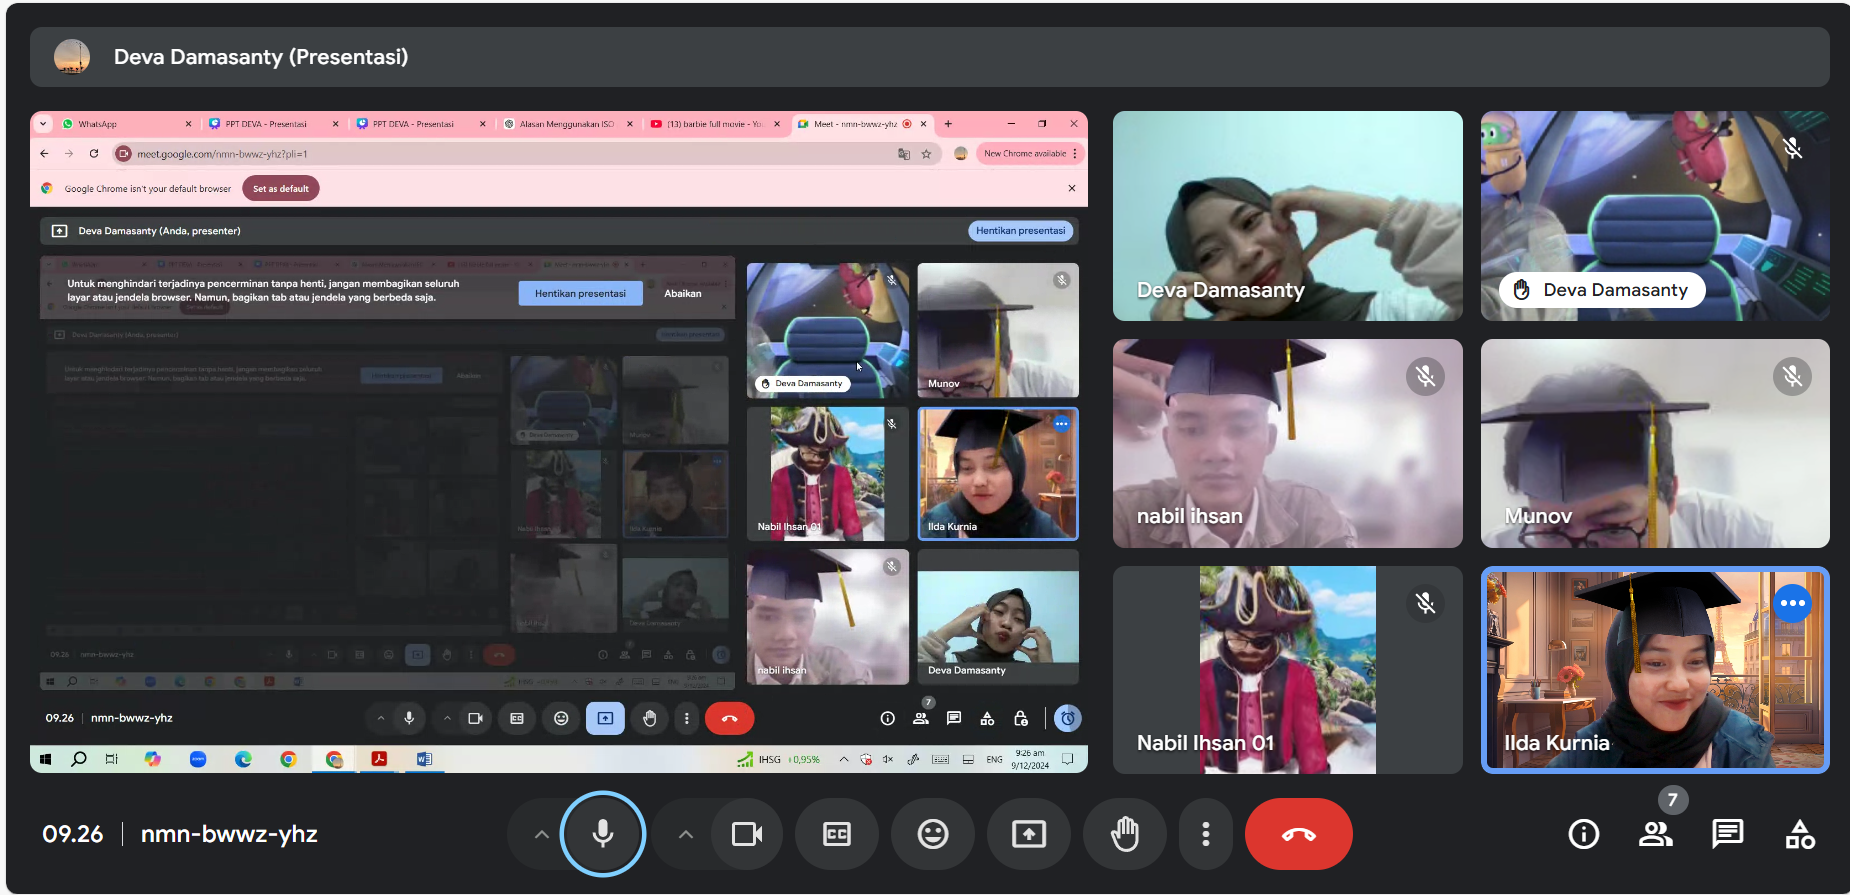 Deva Damasanty (Presentasi)
WhatsApp
PPT DEVA - Presentasi
PPT DEVA - Presentasi
Alasan Menggunakan ISO
(13) barbie full movie - Yo
Meet - nmn-bwwz-yhz
meet.google.com/nmn-bwwz-yhz?pli=1
New Chrome available
Google Chrome isn't your default browser
Set as default
Deva Damasanty (Anda, presenter)
Hentikan presentasi
Untuk menghindari terjadinya pencerminan tanpa henti, jangan membagikan seluruh
layar atau jendela browser. Namun, bagikan tab atau jendela yang berbeda saja.
Hentikan presentasi
Abaikan
Deva Damasanty
Munov
Nabil Ihsan 01
Ilda Kurnia
nabil ihsan
Deva Damasanty
09.26
nmn-bwwz-yhz
7
zoom
IHSG +0,95%
ENG
9:26 am
9/12/2024
Deva Damasanty
Deva Damasanty
nabil ihsan
Munov
Nabil Ihsan 01
Ilda Kurnia
09.26
nmn-bwwz-yhz
CC
7